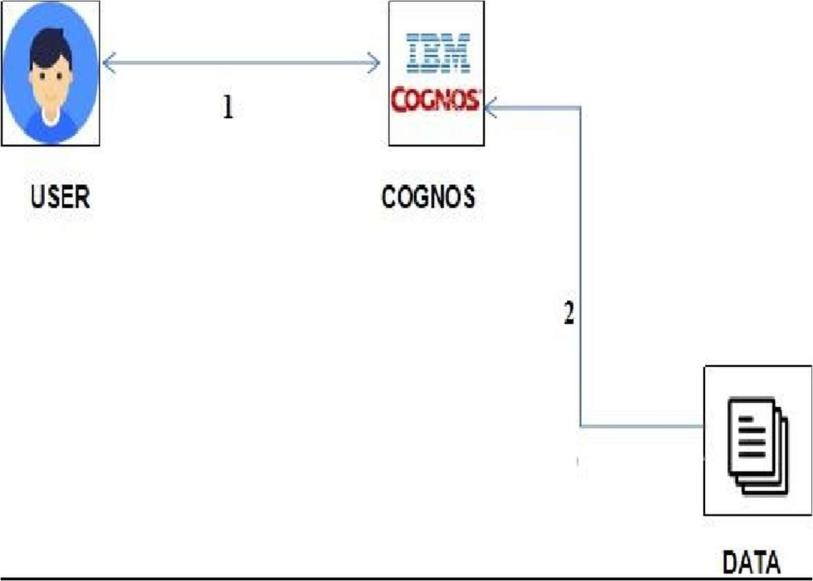 IBM
COGNOS
1
USER
COGNOS
2
DATA